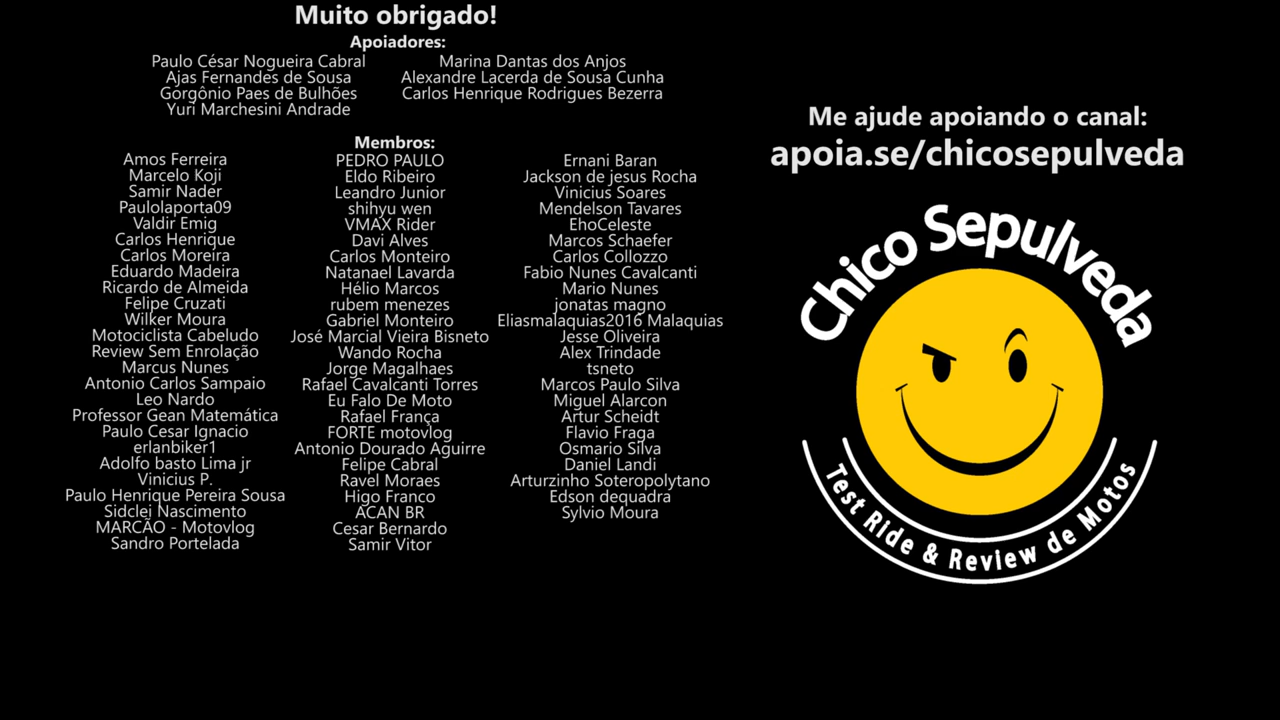 Muito obrigado!
Apoiadores:
Paulo César Nogueira Cabral
Ajas Fernandes de Sousa
Gorgônio Paes de Bulhões
Yuri Marchesini Andrade
Marina Dantas dos Anjos
Alexandre Lacerda de Sousa Cunha
Carlos Henrique Rodrigues Bezerra
Membros:
Amos Ferreira
Marcelo Koji
Samir Nader
Paulolaporta09
Valdir Emig
Carlos Henrique
Carlos Moreira
Eduardo Madeira
Ricardo de Almeida
Felipe Cruzati
Wilker Moura
Motociclista Cabeludo
Review Sem Enrolação
Marcus Nunes
Antonio Carlos Sampaio
Leo Nardo
Professor Gean Matemática
Paulo Cesar Ignacio
erlanbiker1
Adolfo basto Lima jr
Vinicius P.
Paulo Henrique Pereira Sousa
Sidclei Nascimento
MARCÃO - Motovlog
Sandro Portelada
PEDRO PAULO
Eldo Ribeiro
Leandro Junior
shihyu wen
VMAX Rider
Davi Alves
Carlos Monteiro
Natanael Lavarda
Hélio Marcos
rubem menezes
Gabriel Monteiro
José Marcial Vieira Bisneto
Wando Rocha
Jorge Magalhaes
Rafael Cavalcanti Torres
Eu Falo De Moto
Rafael França
FORTE motovlog
Antonio Dourado Aguirre
Felipe Cabral
Ravel Moraes
Higo Franco
ACAN BR
Cesar Bernardo
Samir Vitor
Ernani Baran
Jackson de jesus Rocha
Vinicius Soares
Mendelson Tavares
EhoCeleste
Marcos Schaefer
Carlos Collozzo
Fabio Nunes Cavalcanti
Mario Nunes
jonatas magno
Eliasmalaquias2016 Malaquias
Jesse Oliveira
Alex Trindade
tsneto
Marcos Paulo Silva
Miguel Alarcon
Artur Scheidt
Flavio Fraga
Osmario Silva
Daniel Landi
Arturzinho Soteropolytano
Edson dequadra
Sylvio Moura
Me ajude apoiando o canal:
apoia.se/chicosepulveda
Chico Sepulveda
Test Ride & Review de Motos